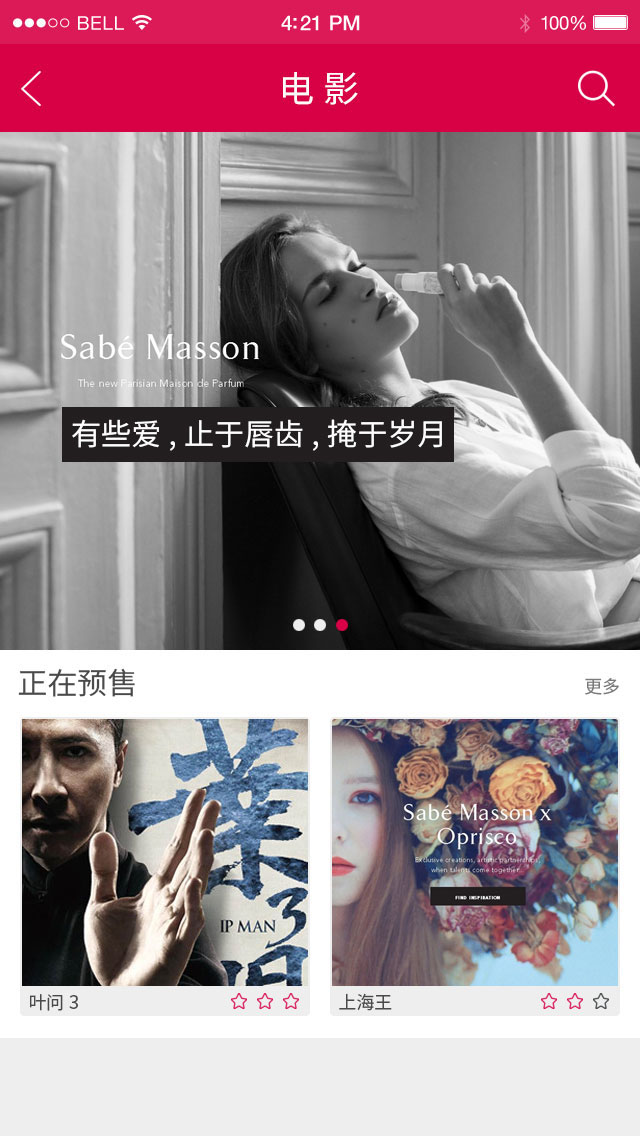 BELL 4:21 PM 100%
电影
Sabé Masson
The new Parisian Maison de Parfum
有些爱，止于唇齿，掩于岁月
正在预售 更多
葉
IP MAN 3
Sabé Masson x
Oprisco
Exclusive creations, artistic partnerships,
when talents come together.
FIND INSPIRATION
叶问 3
上海王